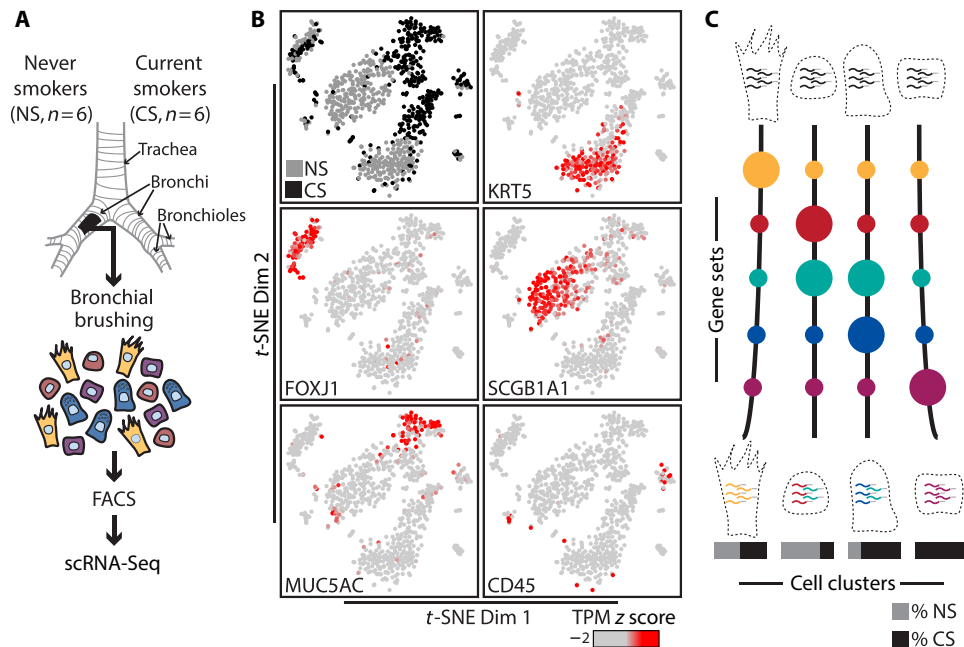 A
Never
smokers
(NS, n=6)
Current
smokers
(CS, n=6)
Trachea
Bronchi
Bronchioles
Bronchial
brushing
FACS
scRNA-Seq
B
t-SNE Dim 2
NS
CS
KRT5
FOXJ1
SCGB1A1
MUC5AC
CD45
t-SNE Dim 1
TPM z score
−2
C
Gene sets
Cell clusters
% NS
% CS